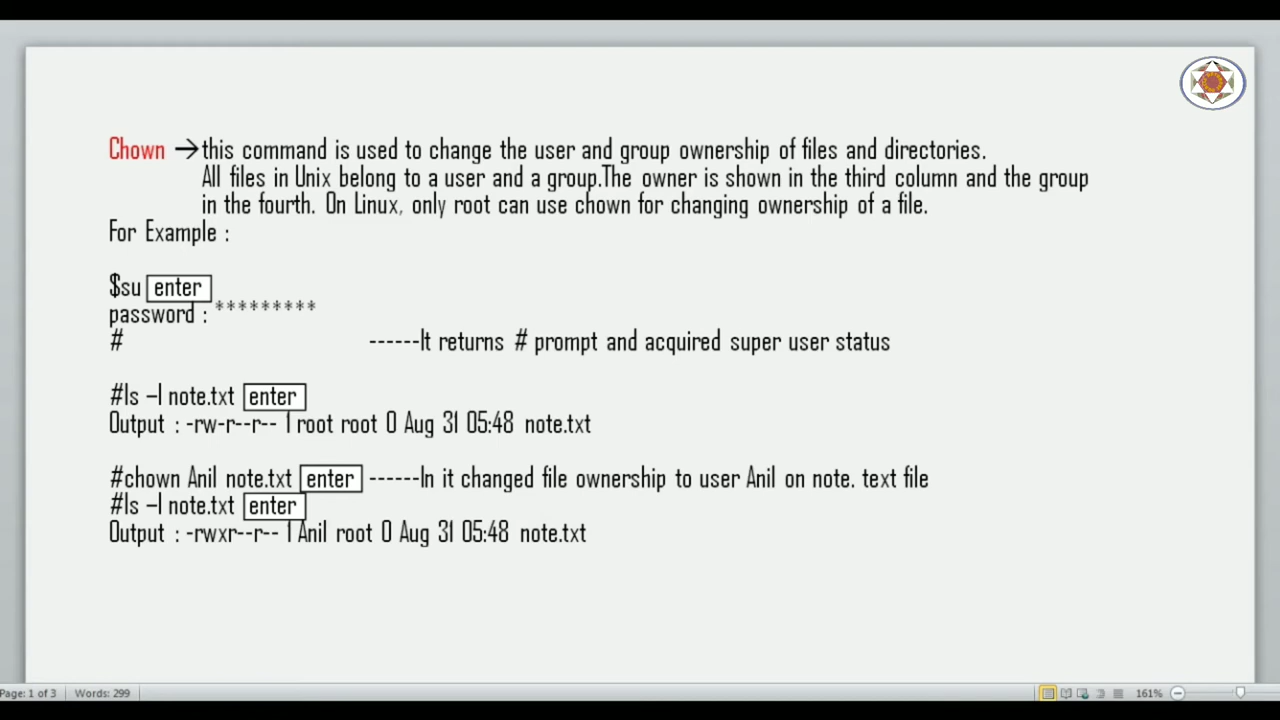 Chown → this command is used to change the user and group ownership of files and directories.
All files in Unix belong to a user and a group.The owner is shown in the third column and the group
in the fourth. On Linux, only root can use chown for changing ownership of a file.
For Example :
$su enter
password : *********
# ------It returns # prompt and acquired super user status
#ls –l note.txt enter
Output : -rw-r--r-- 1 root root 0 Aug 31 05:48 note.txt
#chown Anil note.txt enter ------In it changed file ownership to user Anil on note. text file
#ls –l note.txt enter
Output : -rwxr--r-- 1 Anil root 0 Aug 31 05:48 note.txt
Page: 1 of 3 Words: 299 161%